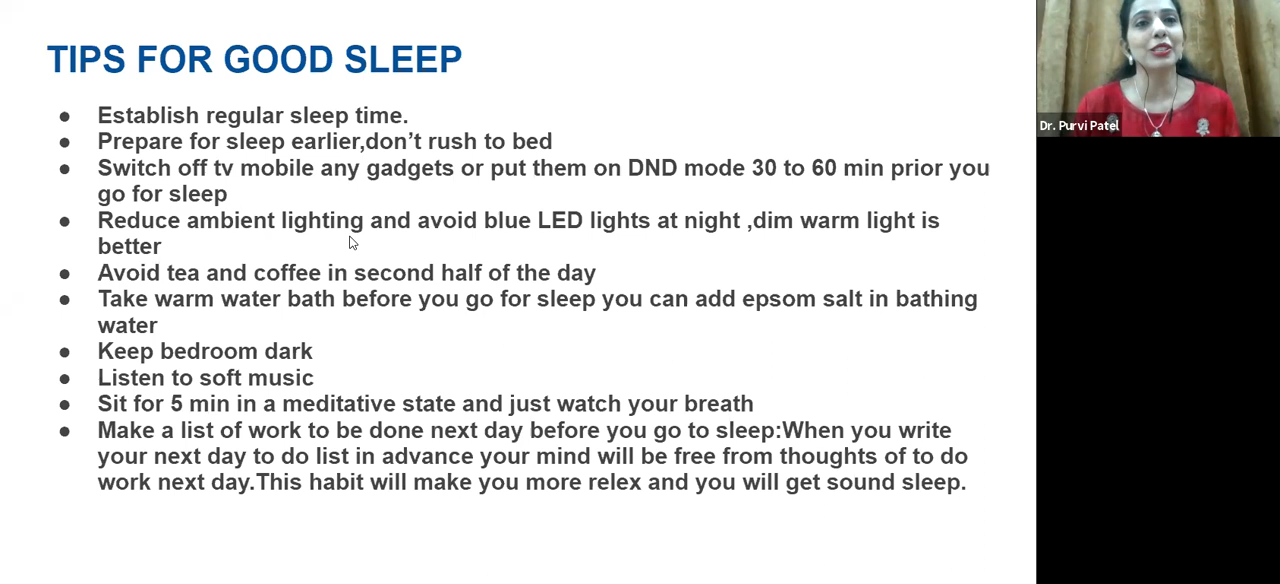 TIPS FOR GOOD SLEEP
● Establish regular sleep time.
● Prepare for sleep earlier,don’t rush to bed
● Switch off tv mobile any gadgets or put them on DND mode 30 to 60 min prior you
go for sleep
● Reduce ambient lighting and avoid blue LED lights at night ,dim warm light is
better
● Avoid tea and coffee in second half of the day
● Take warm water bath before you go for sleep you can add epsom salt in bathing
water
● Keep bedroom dark
● Listen to soft music
● Sit for 5 min in a meditative state and just watch your breath
● Make a list of work to be done next day before you go to sleep:When you write
your next day to do list in advance your mind will be free from thoughts of to do
work next day.This habit will make you more relex and you will get sound sleep.
Dr. Purvi Patel